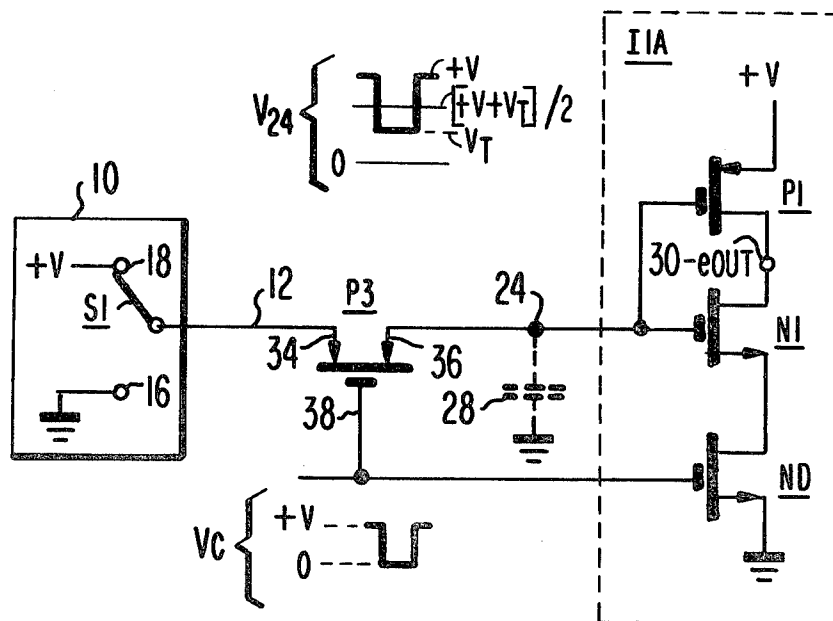 I1A
+V
+V
[+V+VT]/2
V24
VT
0
10
P1
30-eOUT
+V
18
12
P3
24
S1
34
36
N1
16
28
38
ND
+V
VC
0